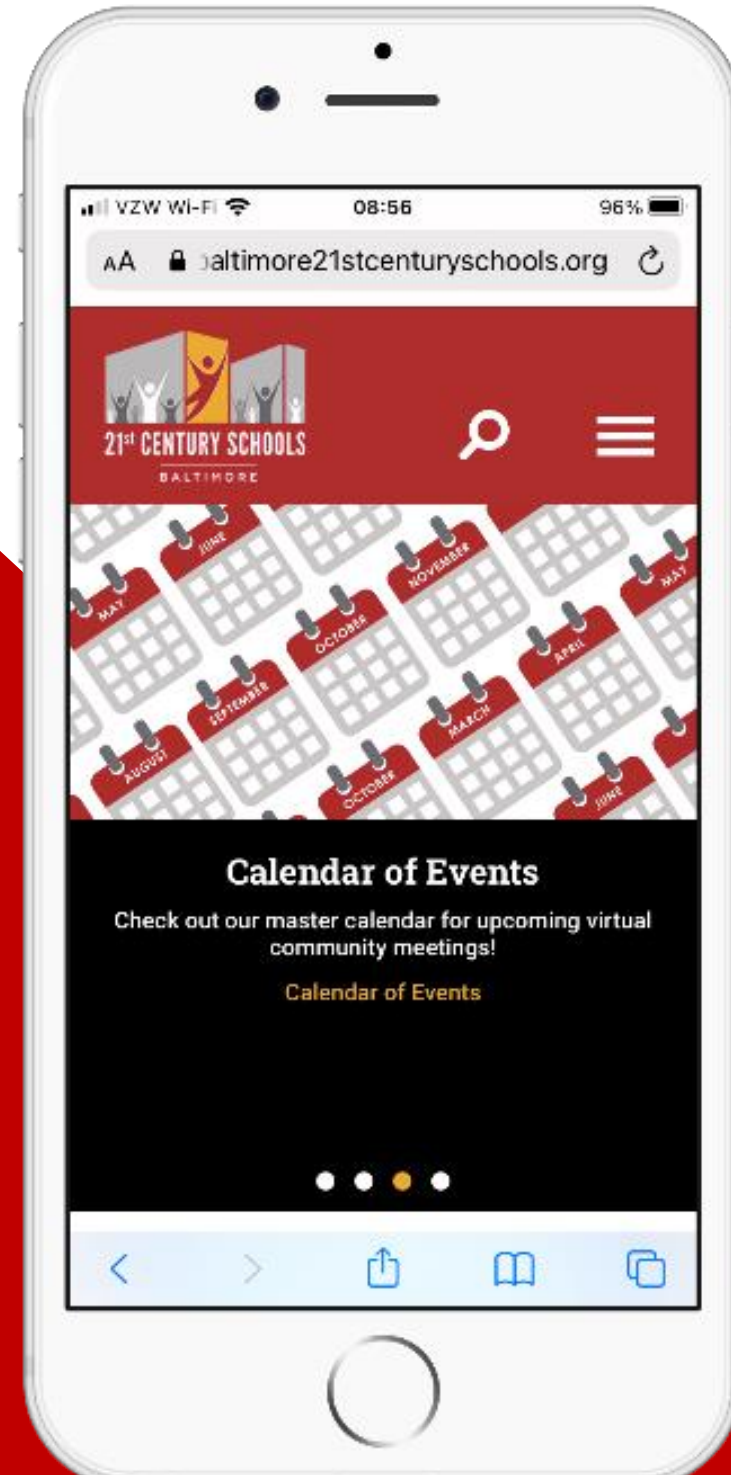 VZW Wi-Fi 08:56 96%
AA baltimore21stcenturyschools.org
21st CENTURY SCHOOLS
BALTIMORE
JUNE
NOVEMBER
MAY
MAY
OCTOBER
APRIL
SEPTEMBER
MARCH
AUGUST
OCTOBER
JUNE
Calendar of Events
Check out our master calendar for upcoming virtual
community meetings!
Calendar of Events